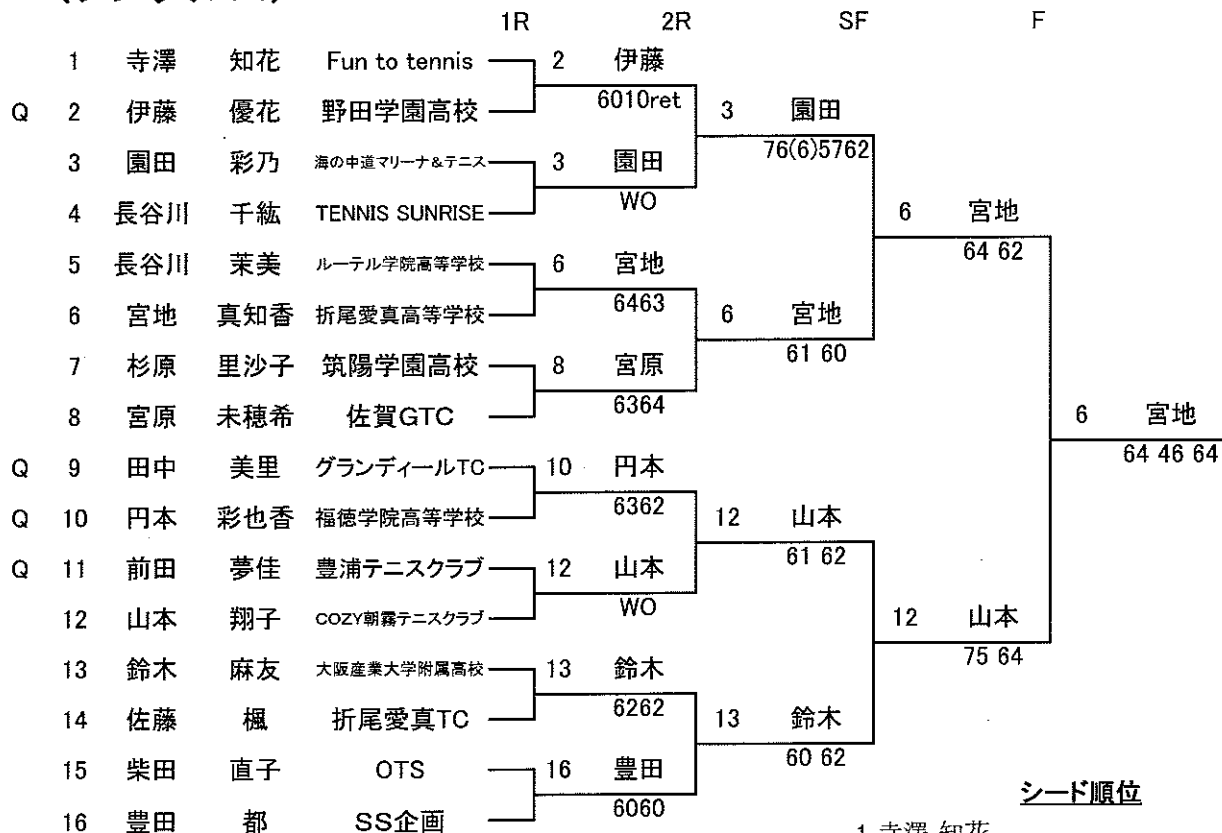 1R 2R SF F
1 寺澤 知花 Fun to tennis 2 伊藤
6010ret
Q 2 伊藤 優花 野田学園高校 3 園田
76(6)5762
3 園田 彩乃 海の中道マリーナ&テニス 3 園田
WO
4 長谷川 千紘 TENNIS SUNRISE 6 宮地
64 62
5 長谷川 茉美 ルーテル学院高等学校 6 宮地
6463
6 宮地 真知香 折尾愛真高等学校 6 宮地
61 60
7 杉原 里沙子 筑陽学園高校 8 宮原
6364
8 宮原 未穂希 佐賀GTC 6 宮地
64 46 64
Q 9 田中 美里 グランディールTC 10 円本
6362
Q 10 円本 彩也香 福徳学院高等学校 12 山本
61 62
Q 11 前田 夢佳 豊浦テニスクラブ 12 山本
WO
12 山本 翔子 COZY朝霧テニスクラブ 12 山本
75 64
13 鈴木 麻友 大阪産業大学附属高校 13 鈴木
6262
14 佐藤 楓 折尾愛真TC 13 鈴木
60 62
15 柴田 直子 OTS 16 豊田
6060
16 豊田 都 SS企画
シード順位
1 寺澤 知花